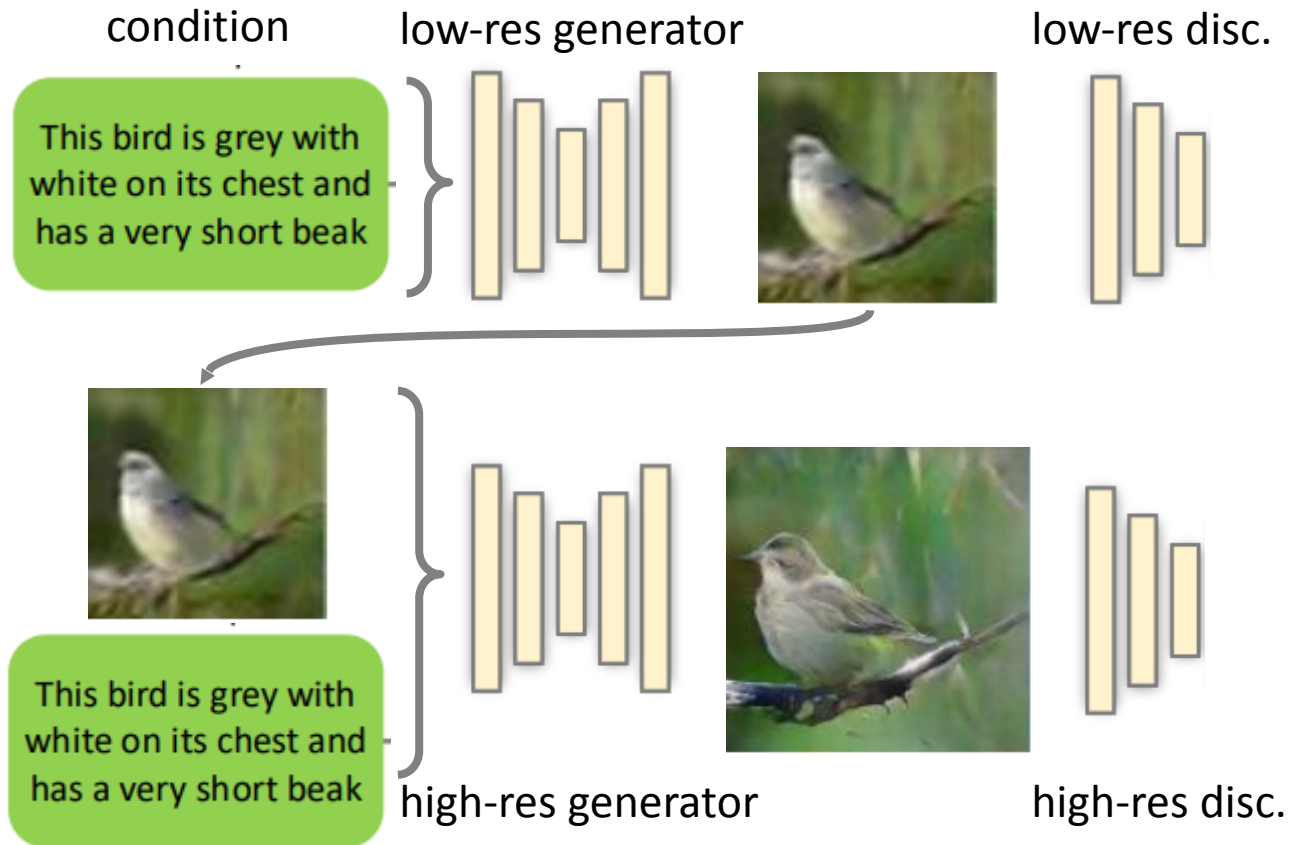 condition
low-res generator
low-res disc.
This bird is grey with
white on its chest and
has a very short beak
This bird is grey with
white on its chest and
has a very short beak
high-res generator
high-res disc.